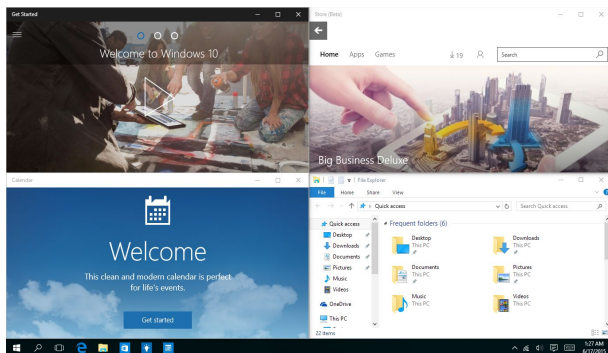 Get Started
Welcome to Windows 10
Store (Beta)
Home Apps Games
19
Search
Big Business Deluxe
Calendar
Welcome
This clean and modern calendar is perfect
for life's events.
Get started
File Explorer
File Home Share View
Quick access
Search Quick access
Quick access
Desktop
Downloads
Documents
Pictures
Music
Videos
OneDrive
This PC
Frequent folders (6)
Desktop
This PC
Downloads
This PC
Documents
This PC
Pictures
This PC
Music
This PC
Videos
This PC
22 items
1:27 AM
6/17/2015